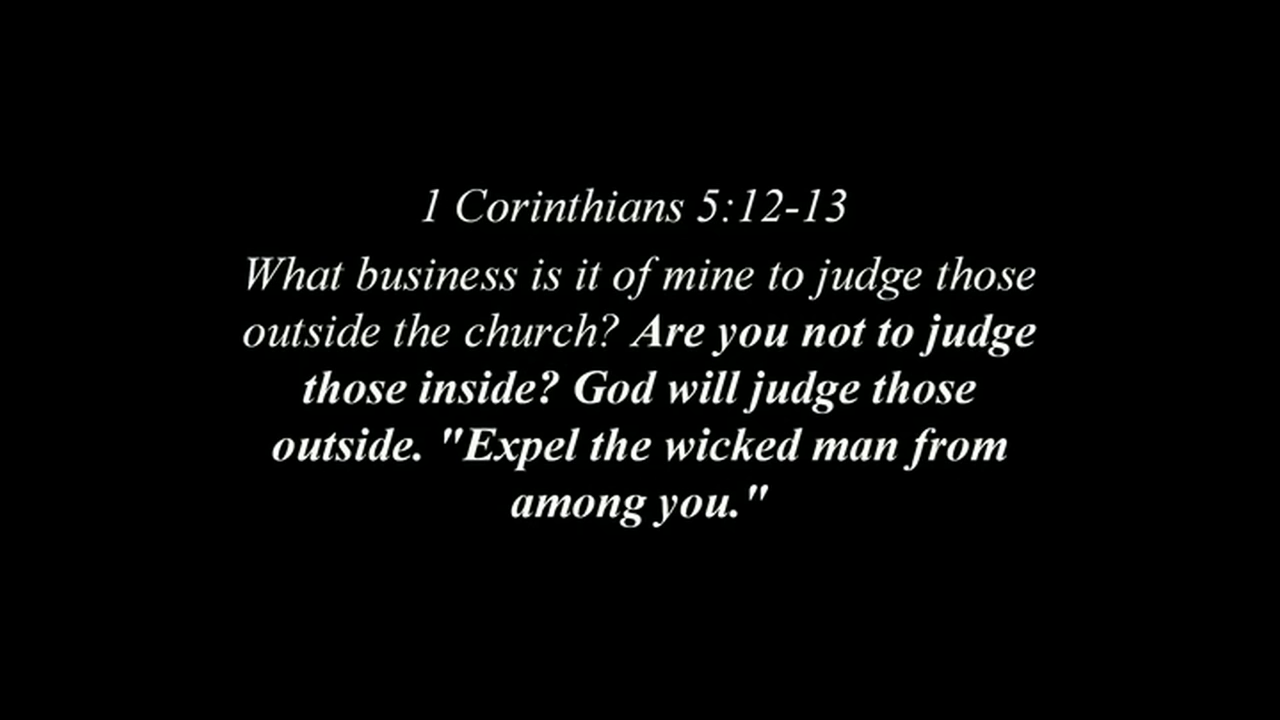 1 Corinthians 5:12-13
What business is it of mine to judge those
outside the church? Are you not to judge
those inside? God will judge those
outside. "Expel the wicked man from
among you."